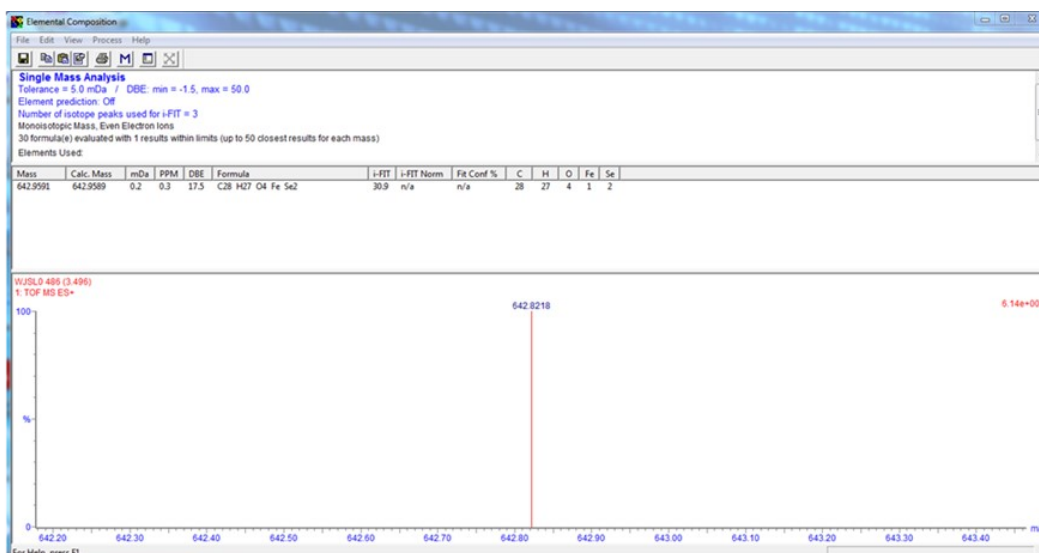 Elemental Composition
File Edit View Process Help
Single Mass Analysis
Tolerance = 5.0 mDa / DBE: min = -1.5, max = 50.0
Element prediction: Off
Number of isotope peaks used for i-FIT = 3
Monoisotopic Mass, Even Electron Ions
30 formula(e) evaluated with 1 results within limits (up to 50 closest results for each mass)
Elements Used:
Mass Calc. Mass mDa PPM DBE Formula i-FIT i-FIT Norm Fit Conf % C H O Fe Se
642.9591 642.9589 0.2 0.3 17.5 C28 H27 O4 Fe Se2 30.9 n/a n/a 28 27 4 1 2
WJSL0 486 (3.496)
1: TOF MS ES+
642.8218
6.14e+00
100
%
0
642.20 642.30 642.40 642.50 642.60 642.70 642.80 642.90 643.00 643.10 643.20 643.30 643.40
For Help, press F1